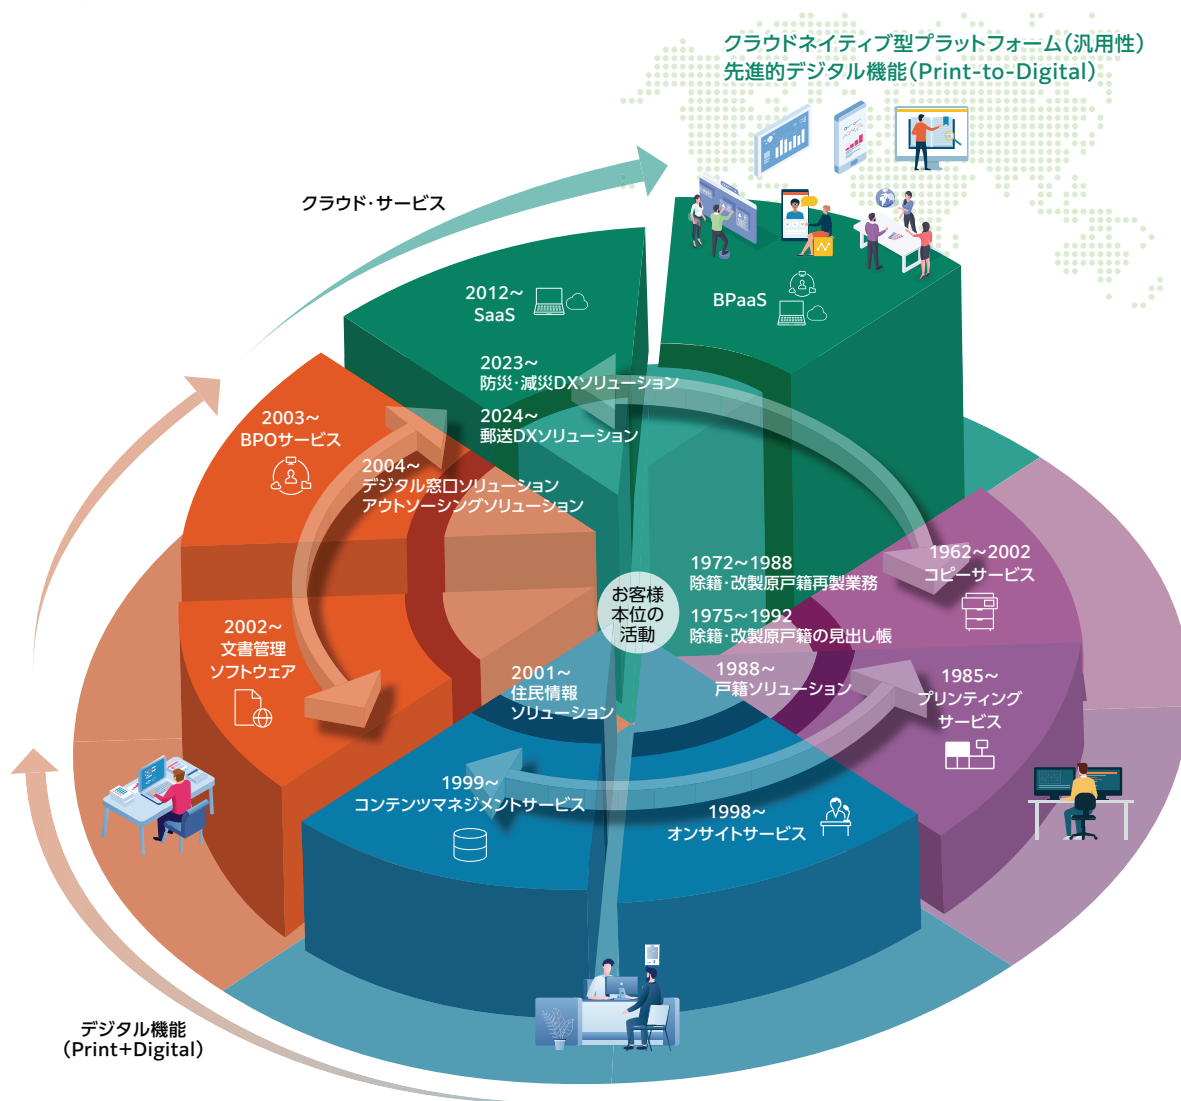 クラウドネイティブ型プラットフォーム(汎用性)
先進的デジタル機能(Print-to-Digital)
クラウド・サービス
2012~
SaaS
BPaaS
2023~
防災・減災DXソリューション
2024~
郵送DXソリューション
2003~
BPOサービス
2004~
デジタル窓口ソリューション
アウトソーシングソリューション
1962~2002
コピーサービス
1972~1988
除籍・改製原戸籍再製業務
1975~1992
除籍・改製原戸籍の見出し帳
お客様
本位の
活動
2002~
文書管理
ソフトウェア
2001~
住民情報
ソリューション
1988~
戸籍ソリューション
1985~
プリンティング
サービス
1999~
コンテンツマネジメントサービス
1998~
オンサイトサービス
デジタル機能
(Print+Digital)